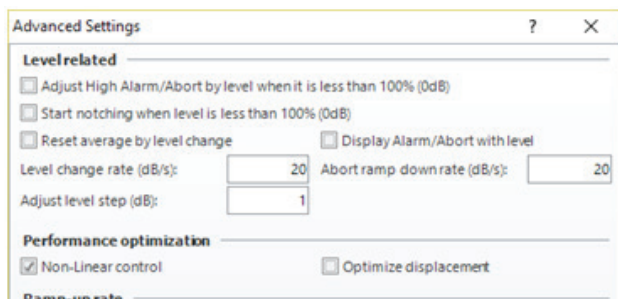 Advanced Settings ? X
Level related
Adjust High Alarm/Abort by level when it is less than 100% (0dB)
Start notching when level is less than 100% (0dB)
Reset average by level change Display Alarm/Abort with level
Level change rate (dB/s): 20 Abort ramp down rate (dB/s): 20
Adjust level step (dB): 1
Performance optimization
Non-Linear control Optimize displacement
Ramp-up rate